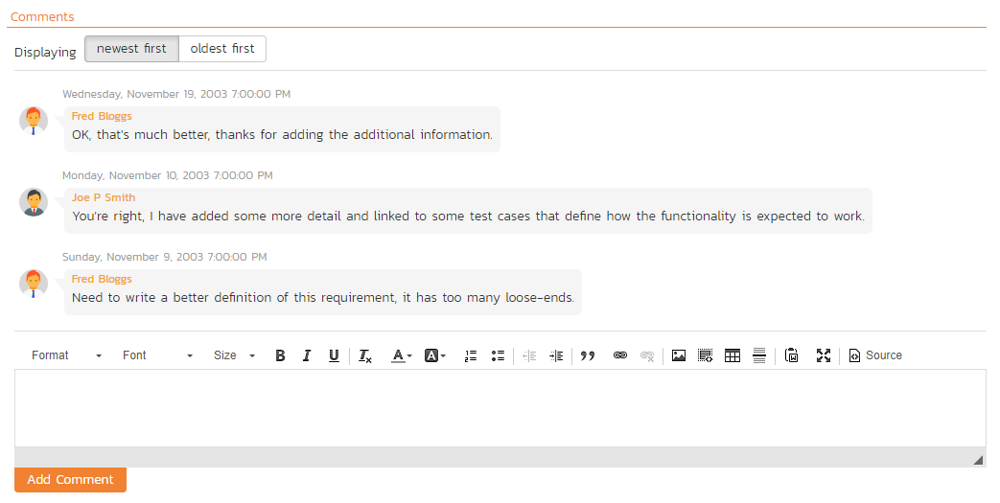 Comments
Displaying newest first oldest first
Wednesday, November 19, 2003 7:00:00 PM
Fred Bloggs
OK, that's much better, thanks for adding the additional information.
Monday, November 10, 2003 7:00:00 PM
Joe P Smith
You're right, I have added some more detail and linked to some test cases that define how the functionality is expected to work.
Sunday, November 9, 2003 7:00:00 PM
Fred Bloggs
Need to write a better definition of this requirement, it has too many loose-ends.
Format Font Size B I U Tx A A Source
Add Comment